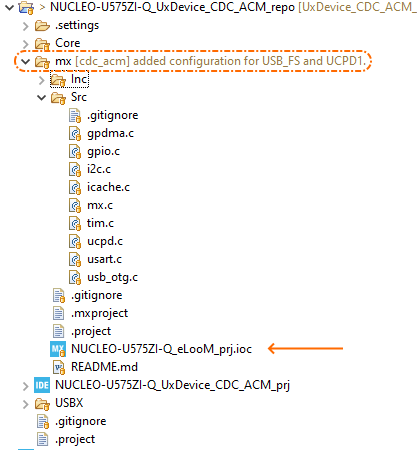 > NUCLEO-U575ZI-Q_UxDevice_CDC_ACM_repo [UxDevice_CDC_ACM_
.settings
Core
mx [cdc_acm] added configuration for USB_FS and UCPD1.
Inc
Src
.gitignore
gpdma.c
gpio.c
i2c.c
icache.c
mx.c
tim.c
ucpd.c
usart.c
usb_otg.c
.gitignore
.mxproject
.project
MX NUCLEO-U575ZI-Q_eLooM_prj.ioc
README.md
IDE NUCLEO-U575ZI-Q_UxDevice_CDC_ACM_prj
USBX
.gitignore
.project